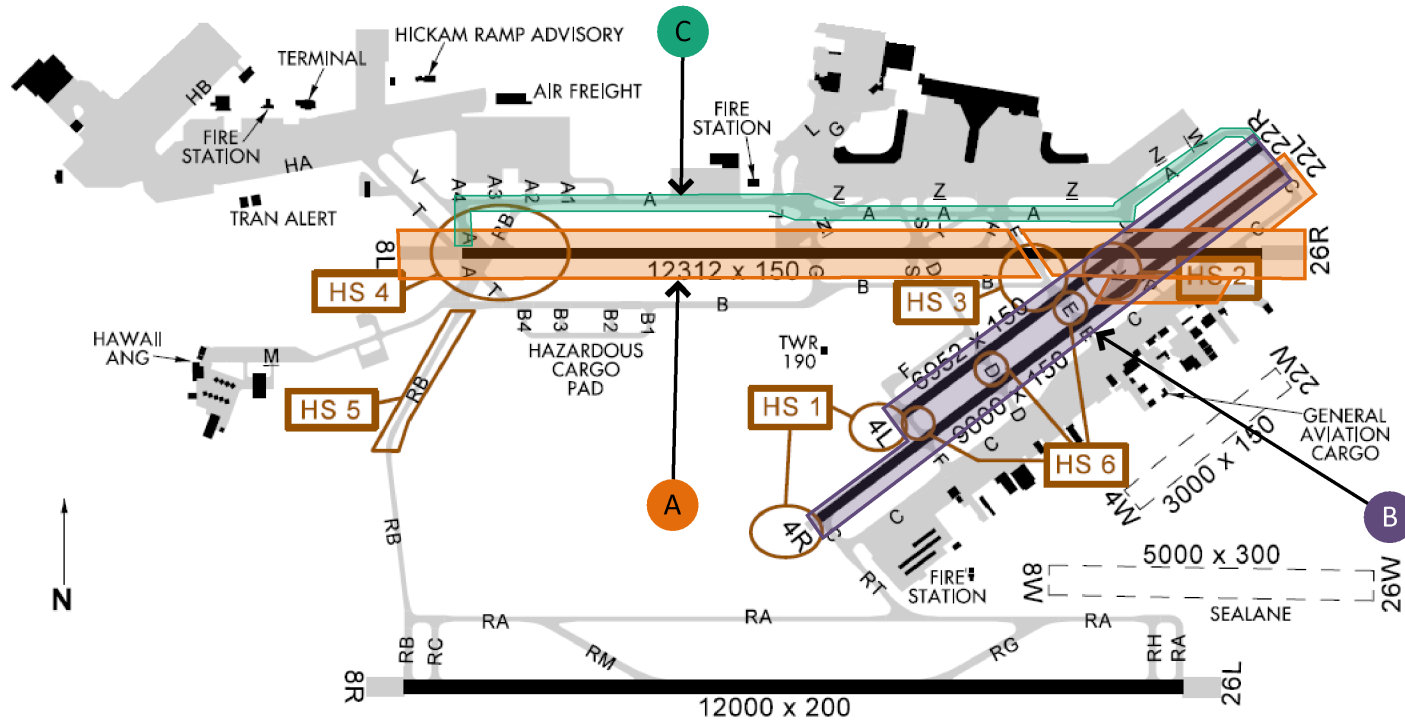 C
HICKAM RAMP ADVISORY
TERMINAL
HB
AIR FREIGHT
FIRE
STATION
FIRE
STATION
L
G
HA
22R
22L
M
Z
A
V
T
A4
A3
A2
A1
RB
A
Z
Z
Z
A
A
A
C
C
TRAN ALERT
8L
A
A
T
12312 x 150
G
S
D
B
B
B
26R
HS 4
HS 3
HS 2
HS 5
RB
B4
B3
B2
B1
HAZARDOUS
CARGO
PAD
HAWAII
ANG
M
TWR
190
F
6952 x 150
9000 x 150
E
E
D
D
C
C
C
F
C
HS 1
4L
4R
HS 6
22W
4W
3000 x 150
GENERAL
AVIATION
CARGO
A
B
N
RB
RT
FIRE
STATION
5000 x 300
8W
26W
SEALANE
RA
RA
RA
RB
RC
RM
RG
RH
RA
8R
26L
12000 x 200